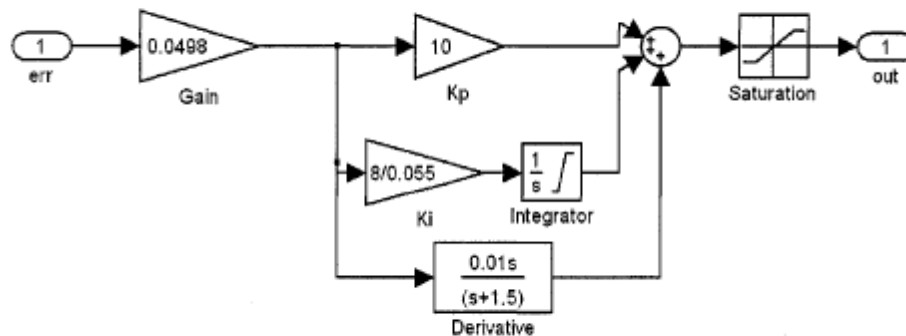 1
err
0.0498
Gain
10
Kp
8/0.055
Ki
1
s
Integrator
0.01s
(s+1.5)
Derivative
+
+
+
Saturation
1
out